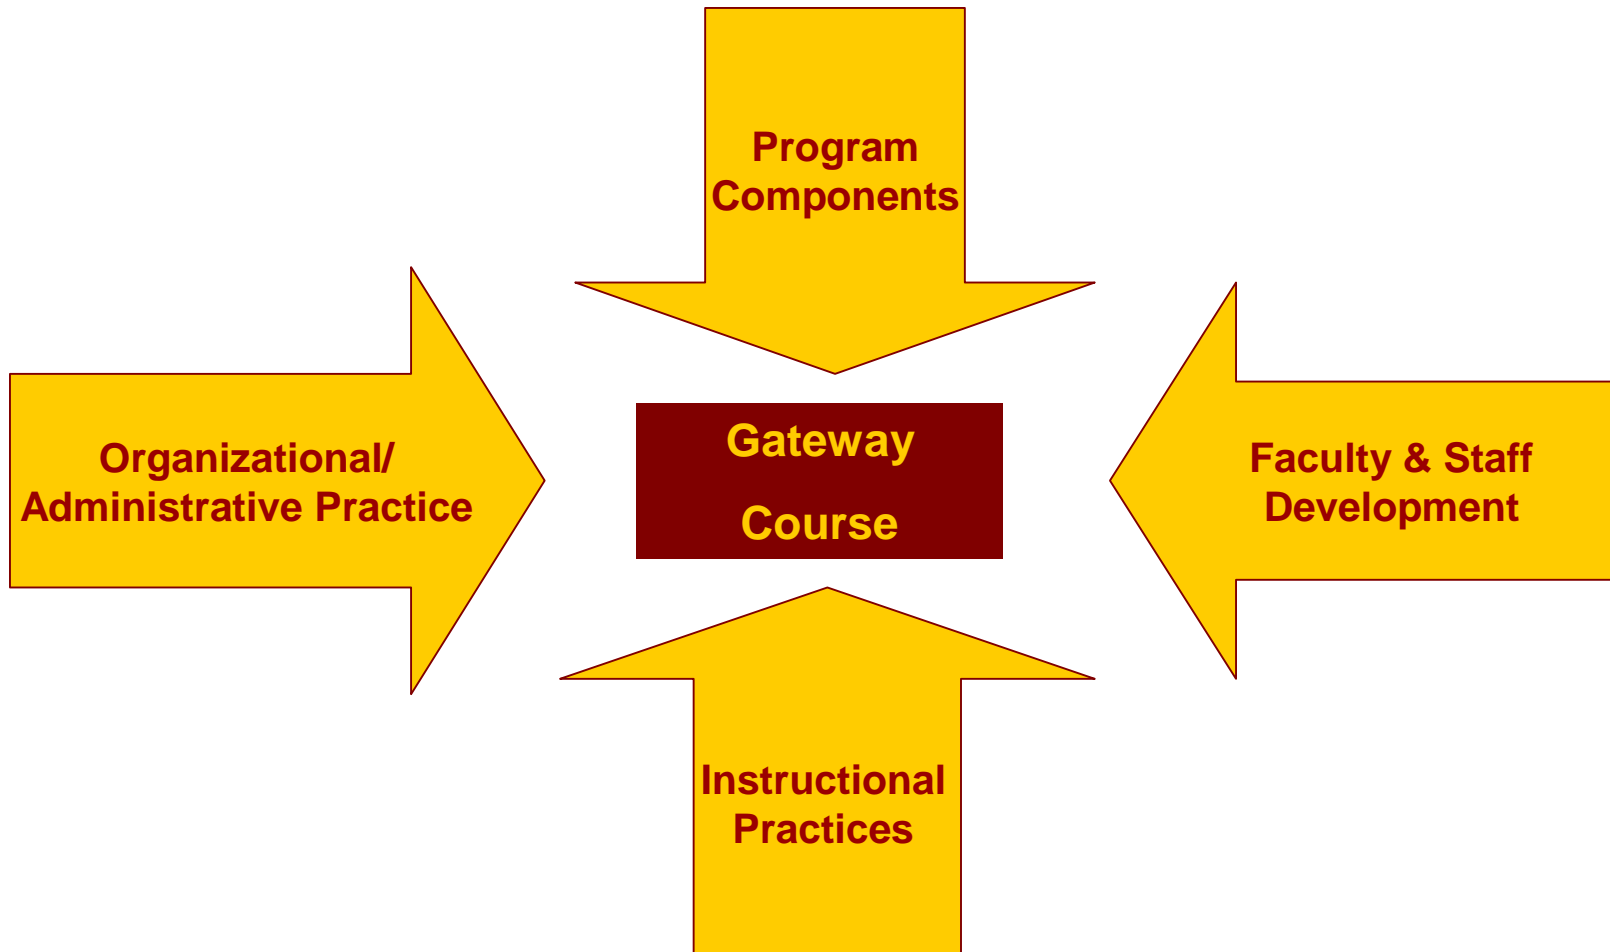 Program
Components
Organizational/
Administrative Practice
Gateway
Course
Faculty & Staff
Development
Instructional
Practices